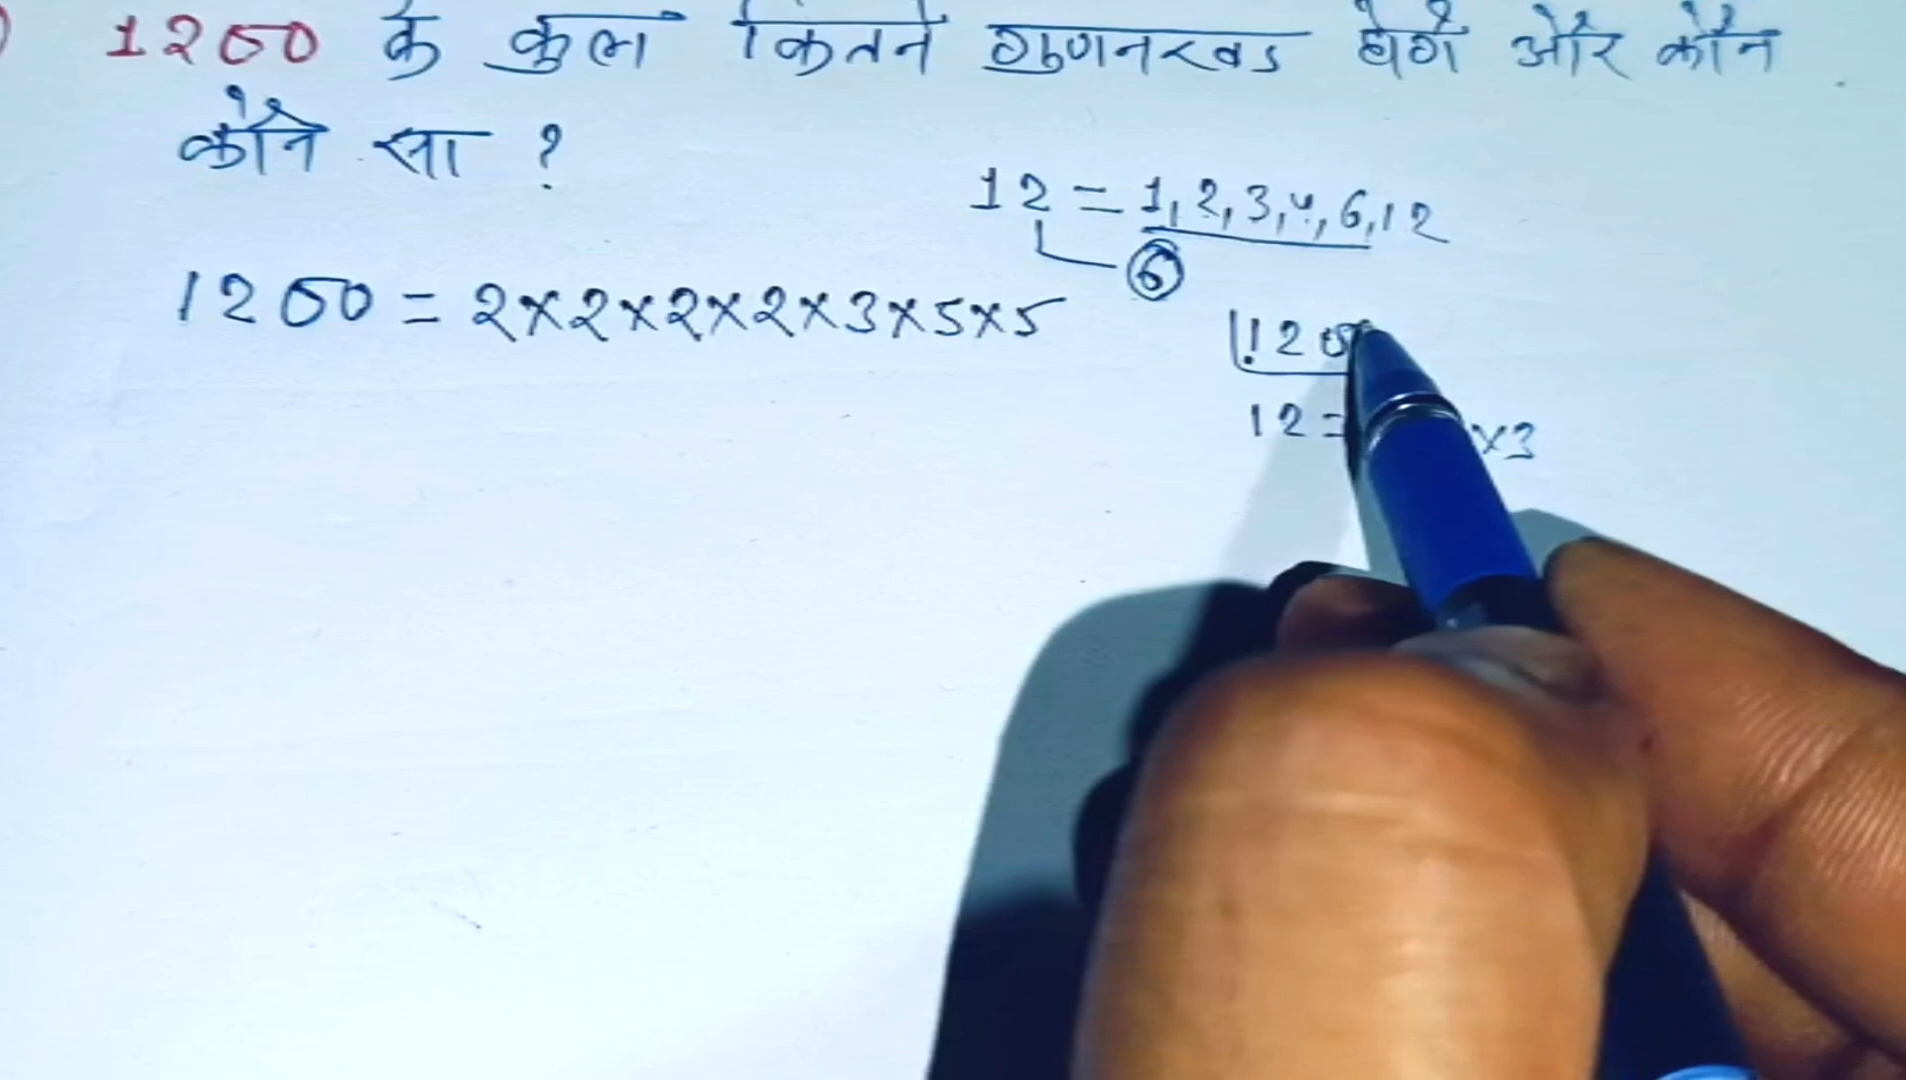 1200 के कुल कितने गुणनखंड होगें और कौन
कौन सा ?
12 = 1, 2, 3, 4, 6, 12
6
1200 = 2×2×2×2×3×5×5
120
12 =
×3